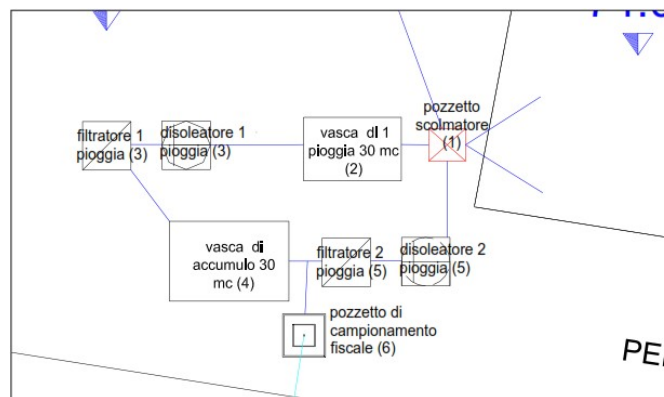 pozzetto
scolmatore
(1)
filtratore 1
pioggia (3)
disoleatore 1
pioggia (3)
vasca dI 1
pioggia 30 mc
(2)
vasca di
accumulo 30
mc (4)
filtratore 2
pioggia (5)
disoleatore 2
pioggia (5)
pozzetto di
campionamento
fiscale (6)